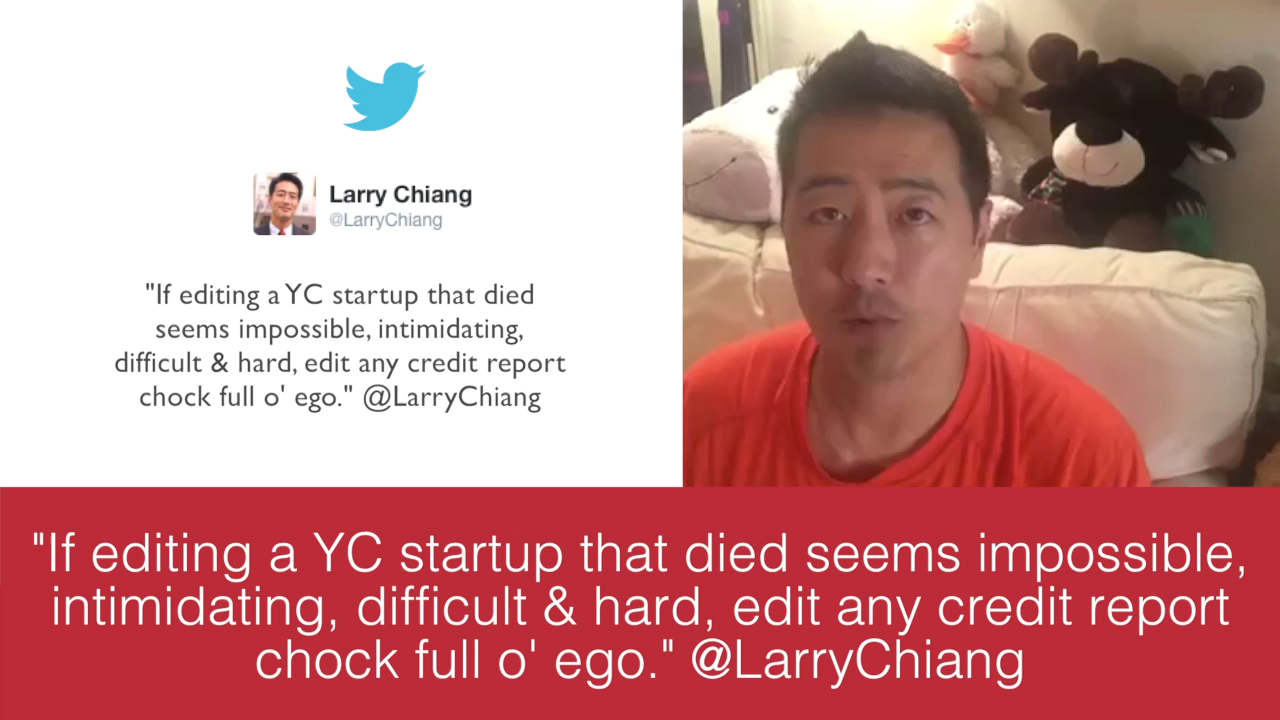 Larry Chiang
@LarryChiang
"If editing a YC startup that died
seems impossible, intimidating,
difficult & hard, edit any credit report
chock full o' ego." @LarryChiang
"If editing a YC startup that died seems impossible,
intimidating, difficult & hard, edit any credit report
chock full o' ego." @LarryChiang